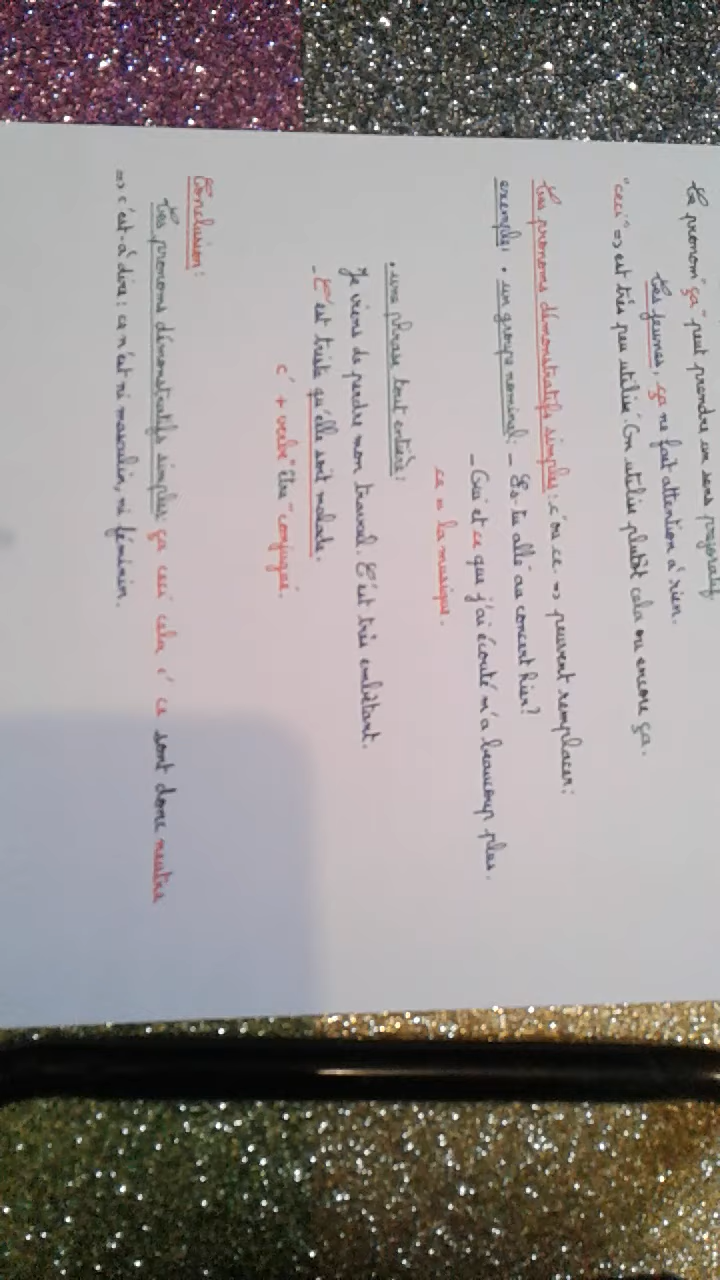 Le pronom "ça" peut prendre un sens péjoratif
Les jeunes, ça ne fait attention à rien.
"ceci" => est très peu utilisé. On utilise plutôt cela ou encore ça.
Les pronoms démonstratifs simples : c' ou ce => peuvent remplacer :
exemple : • un groupe nominal : - Es-tu allé au concert hier ?
- Oui et ce que j'ai écouté m'a beaucoup plu.
ce = la musique.
• une phrase tout entière :
Je viens de perdre mon travail. C'est très embêtant.
- C'est triste qu'elle soit malade.
c' + verbe "être" conjugué.
Conclusion :
Les pronoms démonstratifs simples : ça ceci cela c' ce sont donc neutres
=> c'est-à-dire : ce n'est ni masculin, ni féminin.